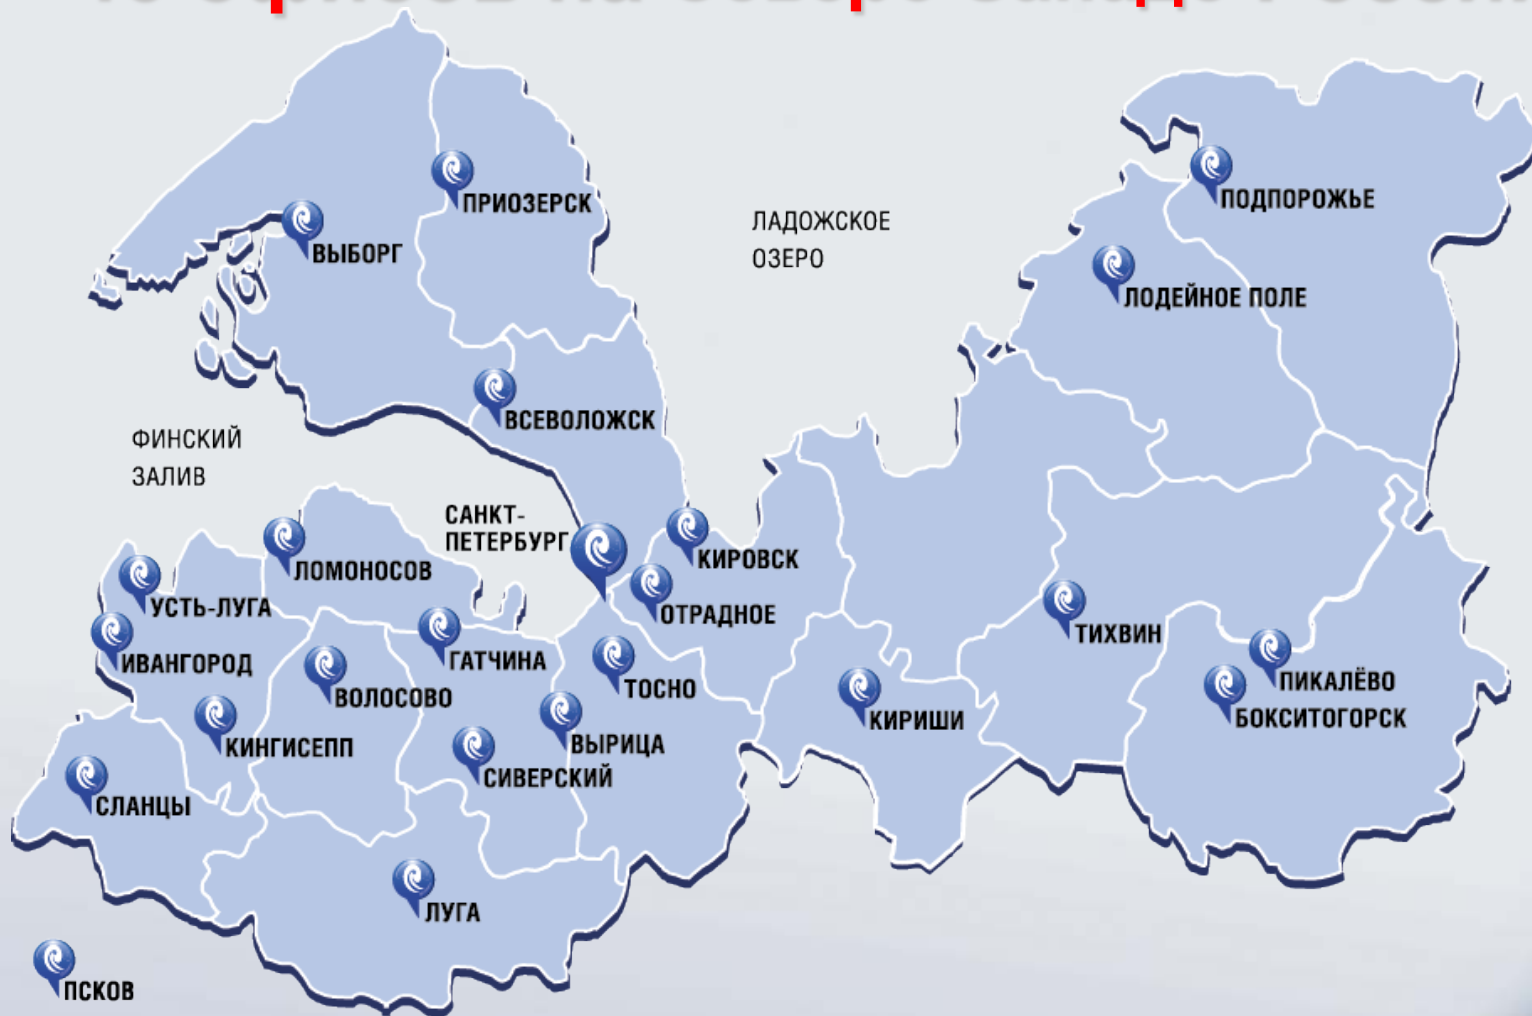 ПРИОЗЕРСК
ПОДПОРОЖЬЕ
ЛАДОЖСКОЕ
ОЗЕРО
ВЫБОРГ
ЛОДЕЙНОЕ ПОЛЕ
ВСЕВОЛОЖСК
ФИНСКИЙ
ЗАЛИВ
САНКТ-
ПЕТЕРБУРГ
КИРОВСК
ЛОМОНОСОВ
УСТЬ-ЛУГА
ОТРАДНОЕ
ТИХВИН
ИВАНГОРОД
ГАТЧИНА
ПИКАЛЁВО
ТОСНО
ВОЛОСОВО
БОКСИТОГОРСК
КИРИШИ
КИНГИСЕПП
ВЫРИЦА
СИВЕРСКИЙ
СЛАНЦЫ
ЛУГА
ПСКОВ